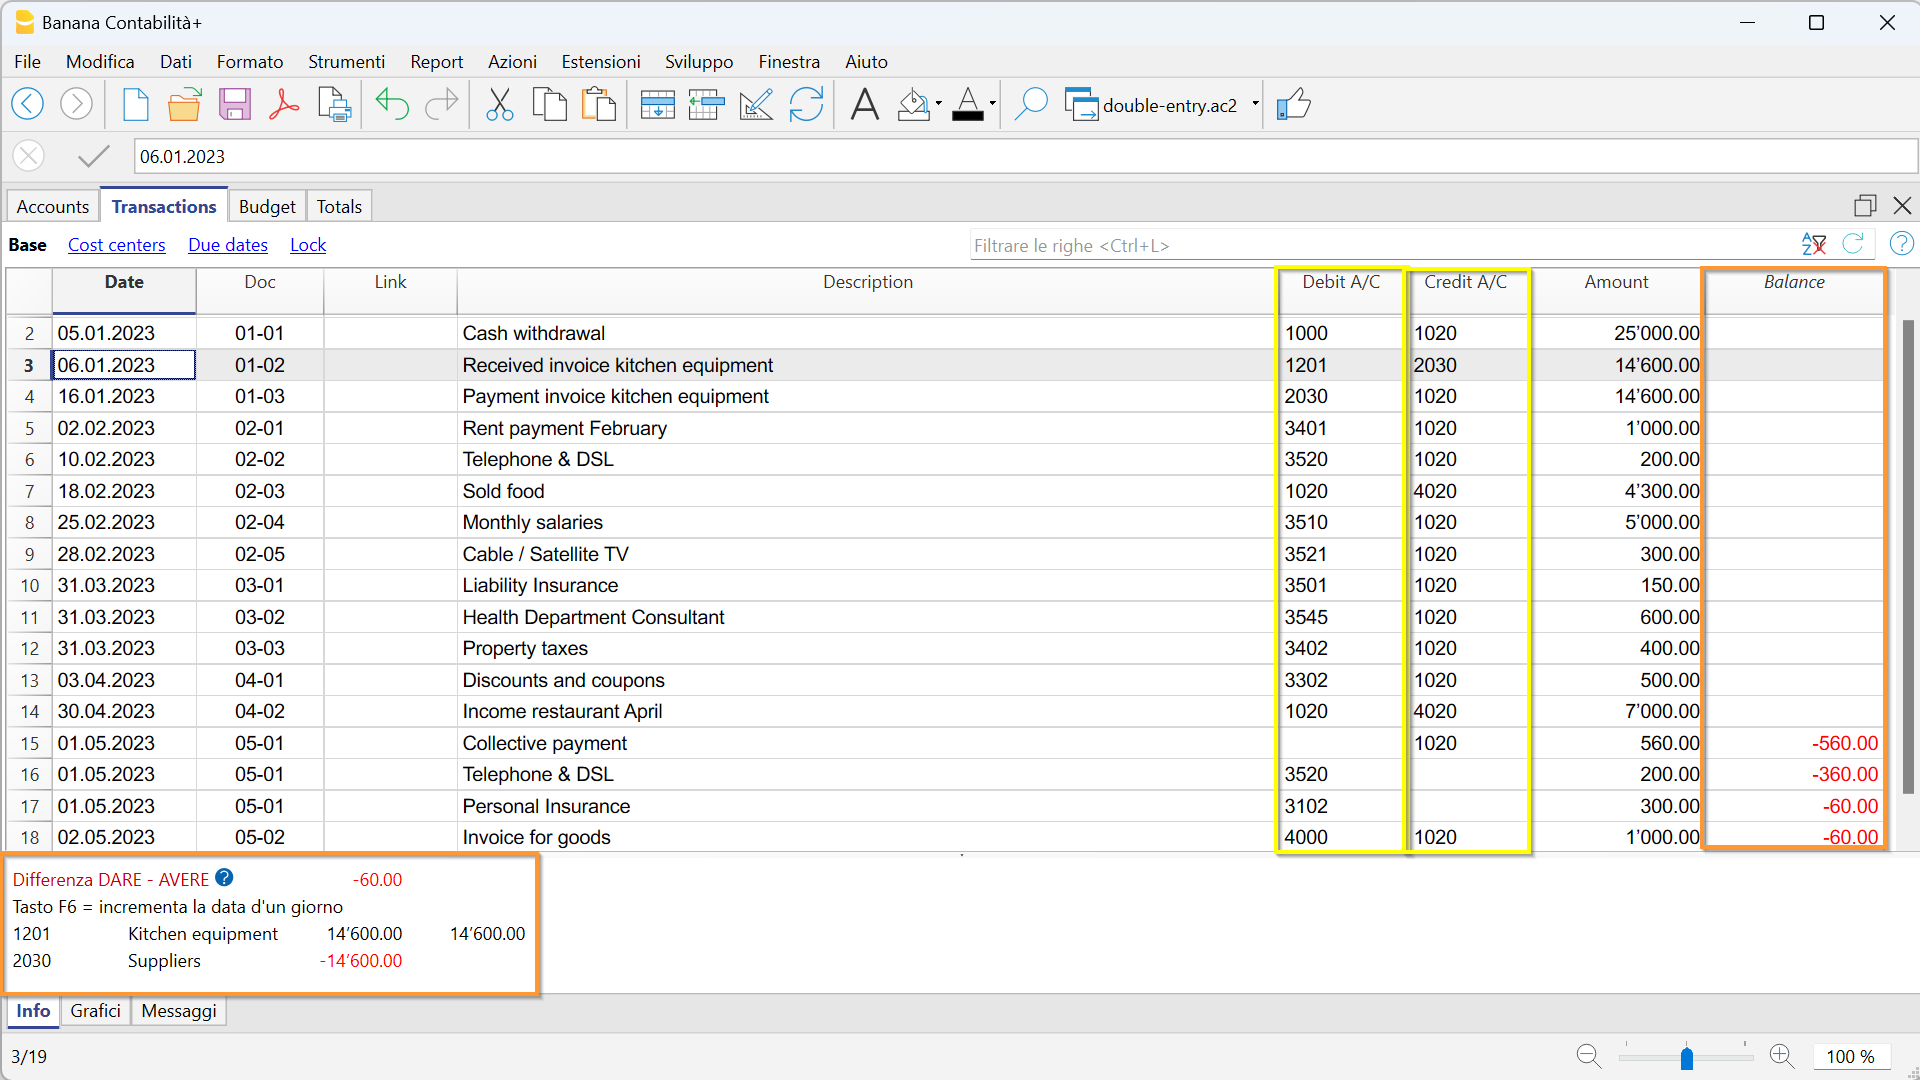 Banana Contabilità+
File Modifica Dati Formato Strumenti Report Azioni Estensioni Sviluppo Finestra Aiuto
double-entry.ac2
06.01.2023
Accounts Transactions Budget Totals
Base Cost centers Due dates Lock Filtrare le righe <Ctrl+L>
Date Doc Link Description Debit A/C Credit A/C Amount Balance
2 05.01.2023 01-01 Cash withdrawal 1000 1020 25’000.00
3 06.01.2023 01-02 Received invoice kitchen equipment 1201 2030 14’600.00
4 16.01.2023 01-03 Payment invoice kitchen equipment 2030 1020 14’600.00
5 02.02.2023 02-01 Rent payment February 3401 1020 1’000.00
6 10.02.2023 02-02 Telephone & DSL 3520 1020 200.00
7 18.02.2023 02-03 Sold food 1020 4020 4’300.00
8 25.02.2023 02-04 Monthly salaries 3510 1020 5’000.00
9 28.02.2023 02-05 Cable / Satellite TV 3521 1020 300.00
10 31.03.2023 03-01 Liability Insurance 3501 1020 150.00
11 31.03.2023 03-02 Health Department Consultant 3545 1020 600.00
12 31.03.2023 03-03 Property taxes 3402 1020 400.00
13 03.04.2023 04-01 Discounts and coupons 3302 1020 500.00
14 30.04.2023 04-02 Income restaurant April 1020 4020 7’000.00
15 01.05.2023 05-01 Collective payment 1020 560.00 -560.00
16 01.05.2023 05-01 Telephone & DSL 3520 200.00 -360.00
17 01.05.2023 05-01 Personal Insurance 3102 300.00 -60.00
18 02.05.2023 05-02 Invoice for goods 4000 1020 1’000.00 -60.00
Differenza DARE - AVERE ? -60.00
Tasto F6 = incrementa la data d'un giorno
1201 Kitchen equipment 14’600.00 14’600.00
2030 Suppliers -14’600.00
Info Grafici Messaggi
3/19 100 %